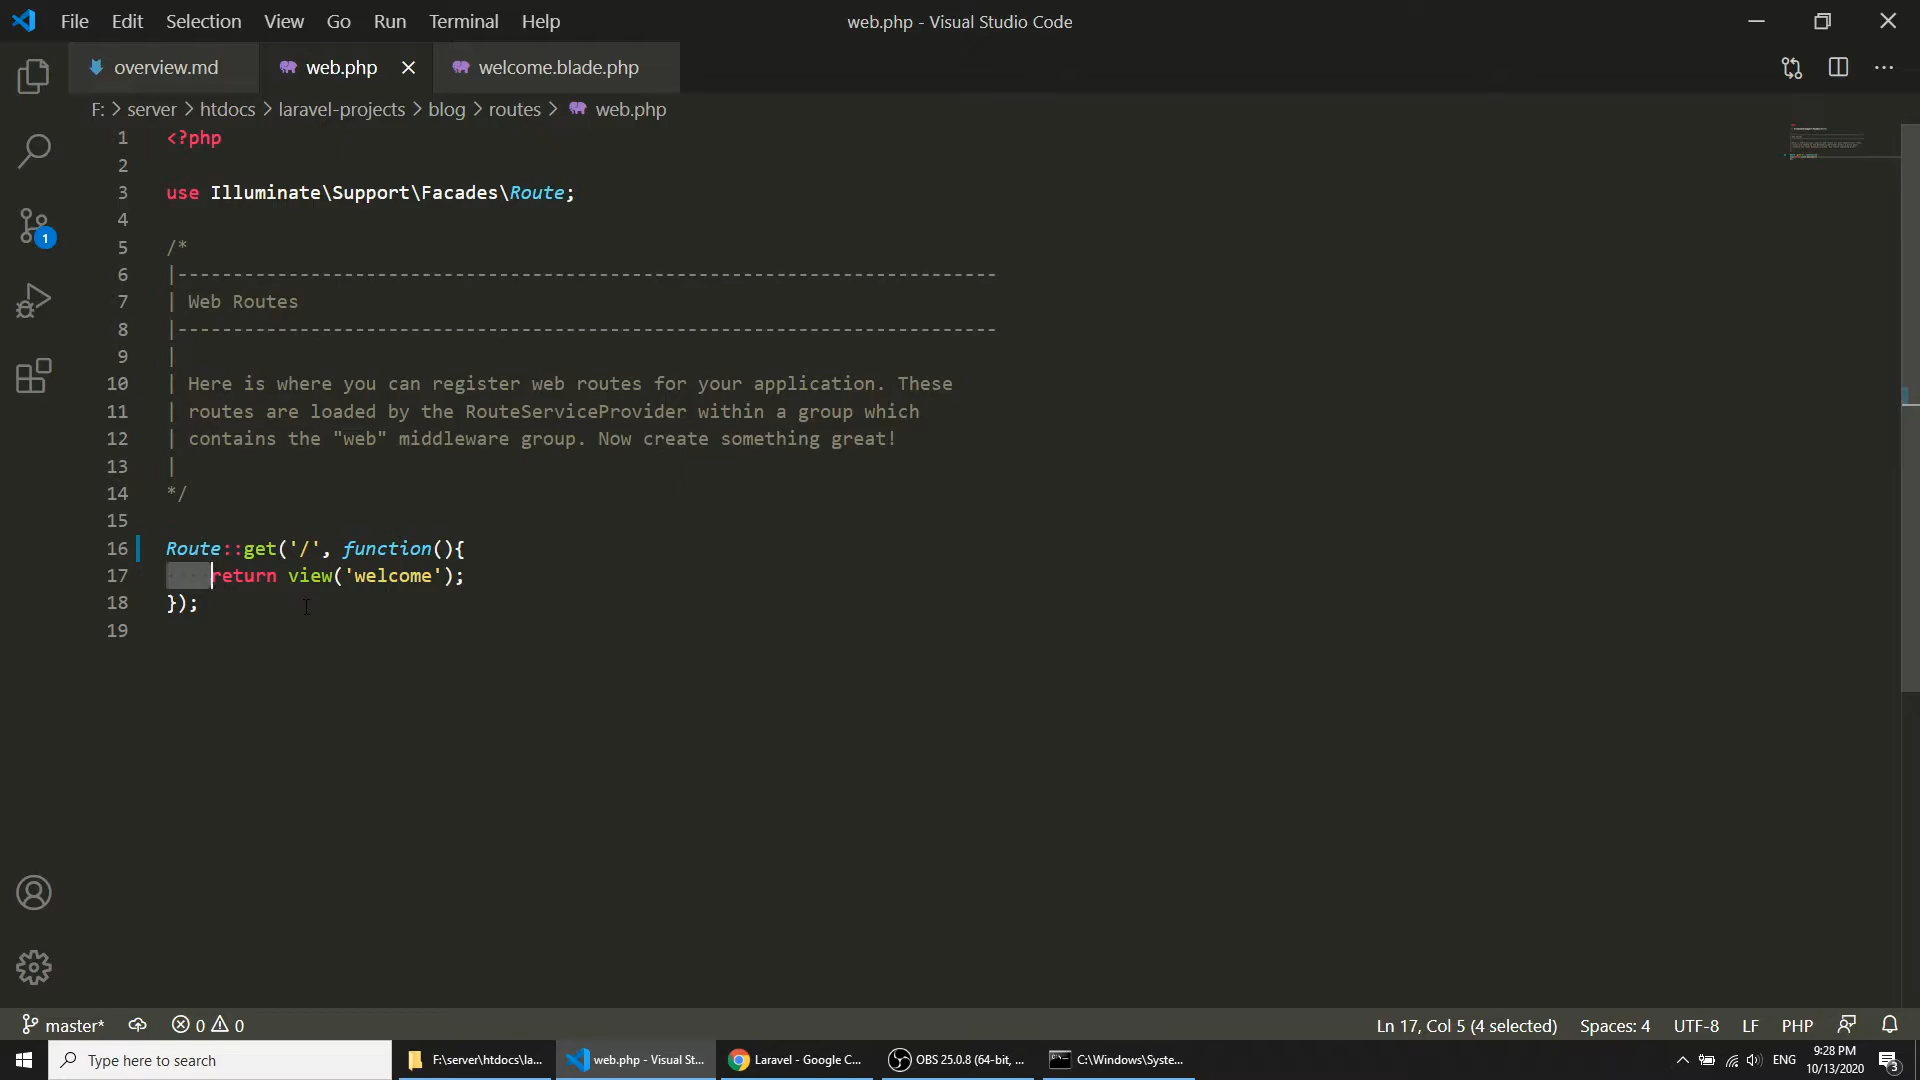 File Edit Selection View Go Run Terminal Help
web.php - Visual Studio Code
overview.md
web.php
welcome.blade.php
F: > server > htdocs > laravel-projects > blog > routes > web.php
1 <?php
2
3 use Illuminate\Support\Facades\Route;
4
5 /*
6 |--------------------------------------------------------------------------
7 | Web Routes
8 |--------------------------------------------------------------------------
9 |
10 | Here is where you can register web routes for your application. These
11 | routes are loaded by the RouteServiceProvider within a group which
12 | contains the "web" middleware group. Now create something great!
13 |
14 */
15
16 Route::get('/', function(){
17 return view('welcome');
18 });
19
1
master* 0 0
Ln 17, Col 5 (4 selected) Spaces: 4 UTF-8 LF PHP
Type here to search
F:\server\htdocs\la...
web.php - Visual St...
Laravel - Google C...
OBS 25.0.8 (64-bit, ...
C:\Windows\Syste...
ENG
9:28 PM
10/13/2020
3